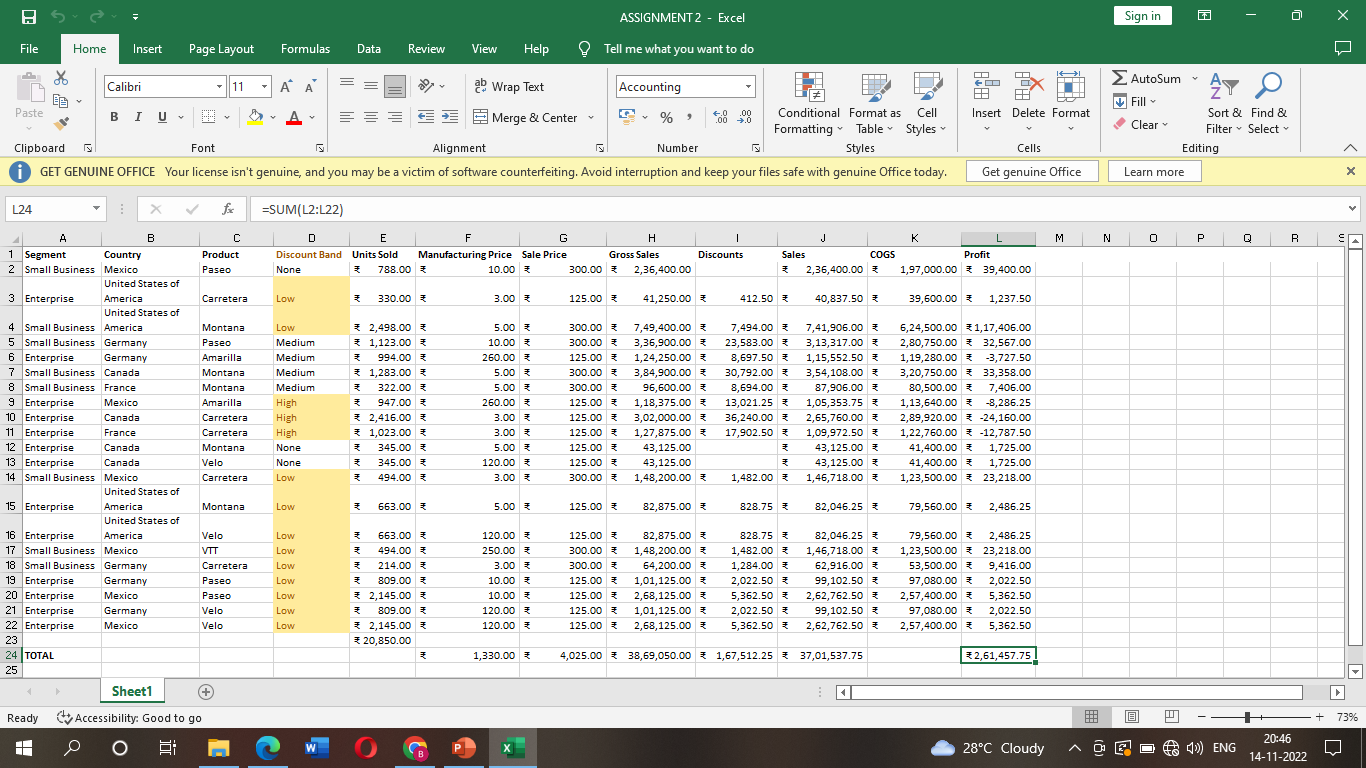 ASSIGNMENT 2 - Excel
Sign in
File Home Insert Page Layout Formulas Data Review View Help Tell me what you want to do
Paste
Calibri 11 A A
B I U A
ab Wrap Text
Merge & Center
Accounting
% ,
Conditional Formatting
Format as Table
Cell Styles
Insert Delete Format
AutoSum
Fill
Clear
Sort & Filter
Find & Select
Clipboard Font Alignment Number Styles Cells Editing
GET GENUINE OFFICE Your license isn't genuine, and you may be a victim of software counterfeiting. Avoid interruption and keep your files safe with genuine Office today. Get genuine Office Learn more
L24 fx =SUM(L2:L22)
A B C D E F G H I J K L M N O P Q R S
1 Segment Country Product Discount Band Units Sold Manufacturing Price Sale Price Gross Sales Discounts Sales COGS Profit
2 Small Business Mexico Paseo None ₹ 788.00 ₹ 10.00 ₹ 300.00 ₹ 2,36,400.00 ₹ 2,36,400.00 ₹ 1,97,000.00 ₹ 39,400.00
United States of
3 Enterprise America Carretera Low ₹ 330.00 ₹ 3.00 ₹ 125.00 ₹ 41,250.00 ₹ 412.50 ₹ 40,837.50 ₹ 39,600.00 ₹ 1,237.50
United States of
4 Small Business America Montana Low ₹ 2,498.00 ₹ 5.00 ₹ 300.00 ₹ 7,49,400.00 ₹ 7,494.00 ₹ 7,41,906.00 ₹ 6,24,500.00 ₹ 1,17,406.00
5 Small Business Germany Paseo Medium ₹ 1,123.00 ₹ 10.00 ₹ 300.00 ₹ 3,36,900.00 ₹ 23,583.00 ₹ 3,13,317.00 ₹ 2,80,750.00 ₹ 32,567.00
6 Enterprise Germany Amarilla Medium ₹ 994.00 ₹ 260.00 ₹ 125.00 ₹ 1,24,250.00 ₹ 8,697.50 ₹ 1,15,552.50 ₹ 1,19,280.00 ₹ -3,727.50
7 Small Business Canada Montana Medium ₹ 1,283.00 ₹ 5.00 ₹ 300.00 ₹ 3,84,900.00 ₹ 30,792.00 ₹ 3,54,108.00 ₹ 3,20,750.00 ₹ 33,358.00
8 Small Business France Montana Medium ₹ 322.00 ₹ 5.00 ₹ 300.00 ₹ 96,600.00 ₹ 8,694.00 ₹ 87,906.00 ₹ 80,500.00 ₹ 7,406.00
9 Enterprise Mexico Amarilla High ₹ 947.00 ₹ 260.00 ₹ 125.00 ₹ 1,18,375.00 ₹ 13,021.25 ₹ 1,05,353.75 ₹ 1,13,640.00 ₹ -8,286.25
10 Enterprise Canada Carretera High ₹ 2,416.00 ₹ 3.00 ₹ 125.00 ₹ 3,02,000.00 ₹ 36,240.00 ₹ 2,65,760.00 ₹ 2,89,920.00 ₹ -24,160.00
11 Enterprise France Carretera High ₹ 1,023.00 ₹ 3.00 ₹ 125.00 ₹ 1,27,875.00 ₹ 17,902.50 ₹ 1,09,972.50 ₹ 1,22,760.00 ₹ -12,787.50
12 Enterprise Canada Montana None ₹ 345.00 ₹ 5.00 ₹ 125.00 ₹ 43,125.00 ₹ 43,125.00 ₹ 41,400.00 ₹ 1,725.00
13 Enterprise Canada Velo None ₹ 345.00 ₹ 120.00 ₹ 125.00 ₹ 43,125.00 ₹ 43,125.00 ₹ 41,400.00 ₹ 1,725.00
14 Small Business Mexico Carretera Low ₹ 494.00 ₹ 3.00 ₹ 300.00 ₹ 1,48,200.00 ₹ 1,482.00 ₹ 1,46,718.00 ₹ 1,23,500.00 ₹ 23,218.00
United States of
15 Enterprise America Montana Low ₹ 663.00 ₹ 5.00 ₹ 125.00 ₹ 82,875.00 ₹ 828.75 ₹ 82,046.25 ₹ 79,560.00 ₹ 2,486.25
United States of
16 Enterprise America Velo Low ₹ 663.00 ₹ 120.00 ₹ 125.00 ₹ 82,875.00 ₹ 828.75 ₹ 82,046.25 ₹ 79,560.00 ₹ 2,486.25
17 Small Business Mexico VTT Low ₹ 494.00 ₹ 250.00 ₹ 300.00 ₹ 1,48,200.00 ₹ 1,482.00 ₹ 1,46,718.00 ₹ 1,23,500.00 ₹ 23,218.00
18 Small Business Germany Carretera Low ₹ 214.00 ₹ 3.00 ₹ 300.00 ₹ 64,200.00 ₹ 1,284.00 ₹ 62,916.00 ₹ 53,500.00 ₹ 9,416.00
19 Enterprise Germany Paseo Low ₹ 809.00 ₹ 10.00 ₹ 125.00 ₹ 1,01,125.00 ₹ 2,022.50 ₹ 99,102.50 ₹ 97,080.00 ₹ 2,022.50
20 Enterprise Mexico Paseo Low ₹ 2,145.00 ₹ 10.00 ₹ 125.00 ₹ 2,68,125.00 ₹ 5,362.50 ₹ 2,62,762.50 ₹ 2,57,400.00 ₹ 5,362.50
21 Enterprise Germany Velo Low ₹ 809.00 ₹ 120.00 ₹ 125.00 ₹ 1,01,125.00 ₹ 2,022.50 ₹ 99,102.50 ₹ 97,080.00 ₹ 2,022.50
22 Enterprise Mexico Velo Low ₹ 2,145.00 ₹ 120.00 ₹ 125.00 ₹ 2,68,125.00 ₹ 5,362.50 ₹ 2,62,762.50 ₹ 2,57,400.00 ₹ 5,362.50
23 ₹ 20,850.00
24 TOTAL ₹ 1,330.00 ₹ 4,025.00 ₹ 38,69,050.00 ₹ 1,67,512.25 ₹ 37,01,537.75 ₹ 2,61,457.75
25
Sheet1
Ready Accessibility: Good to go 73%
28°C Cloudy ENG 20:46
14-11-2022